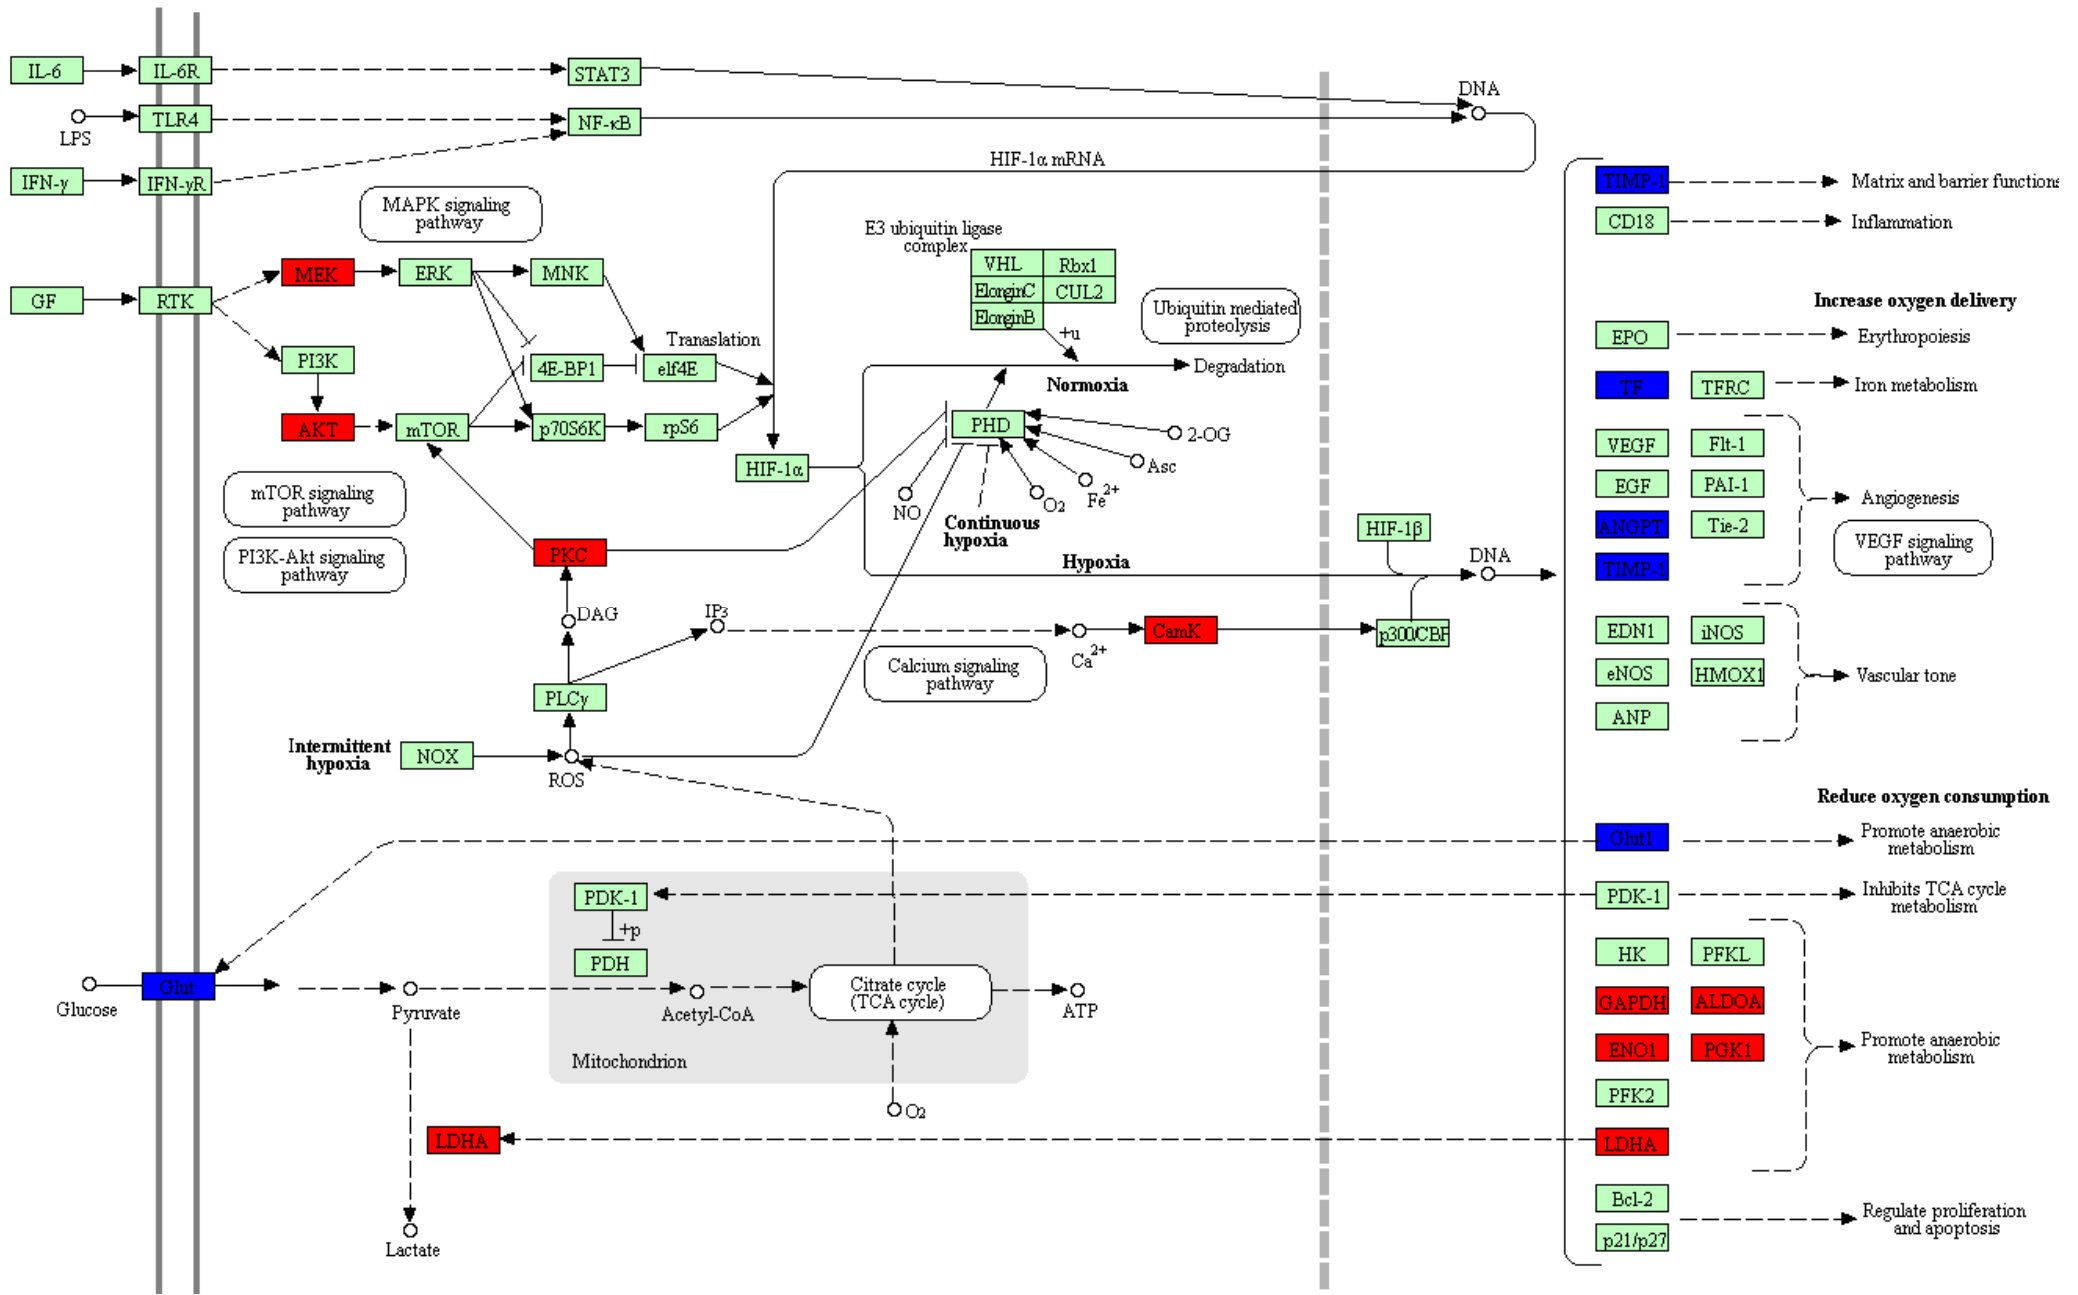 IL-6
IL-6R
STAT3
DNA
LPS
TLR4
NF-κB
HIF-1α mRNA
IFN-γ
IFN-γR
TIMP-1
Matrix and barrier functions
MAPK signaling
pathway
CD18
Inflammation
E3 ubiquitin ligase
complex
VHL
Rbx1
ElonginC
CUL2
ElonginB
MEK
ERK
MNK
GF
RTK
Increase oxygen delivery
Ubiquitin mediated
proteolysis
+u
EPO
Erythropoiesis
Tranaslation
PI3K
4E-BP1
elf4E
Degradation
Normoxia
TF
TFRC
Iron metabolism
AKT
mTOR
p70S6K
rpS6
PHD
2-OG
VEGF
Flt-1
HIF-1α
Asc
Fe2+
O2
NO
EGF
PAI-1
Angiogenesis
mTOR signaling
pathway
Continuous
hypoxia
HIF-1β
ANGPT
Tie-2
VEGF signaling
pathway
PI3K-Akt signaling
pathway
PKC
Hypoxia
DNA
TIMP-1
DAG
IP3
Ca2+
CamK
p300/CBP
EDN1
iNOS
Calcium signaling
pathway
eNOS
HMOX1
Vascular tone
PLCγ
ANP
Intermittent
hypoxia
NOX
ROS
Reduce oxygen consumption
Glut1
Promote anaerobic
metabolism
PDK-1
PDK-1
Inhibits TCA cycle
metabolism
+p
PDH
HK
PFKL
Glucose
Glut
Pyruvate
Acetyl-CoA
Citrate cycle
(TCA cycle)
ATP
GAPDH
ALDOA
Mitochondrion
ENO1
PGK1
Promote anaerobic
metabolism
O2
PFK2
LDHA
LDHA
Bcl-2
Regulate proliferation
and apoptosis
p21/p27
Lactate